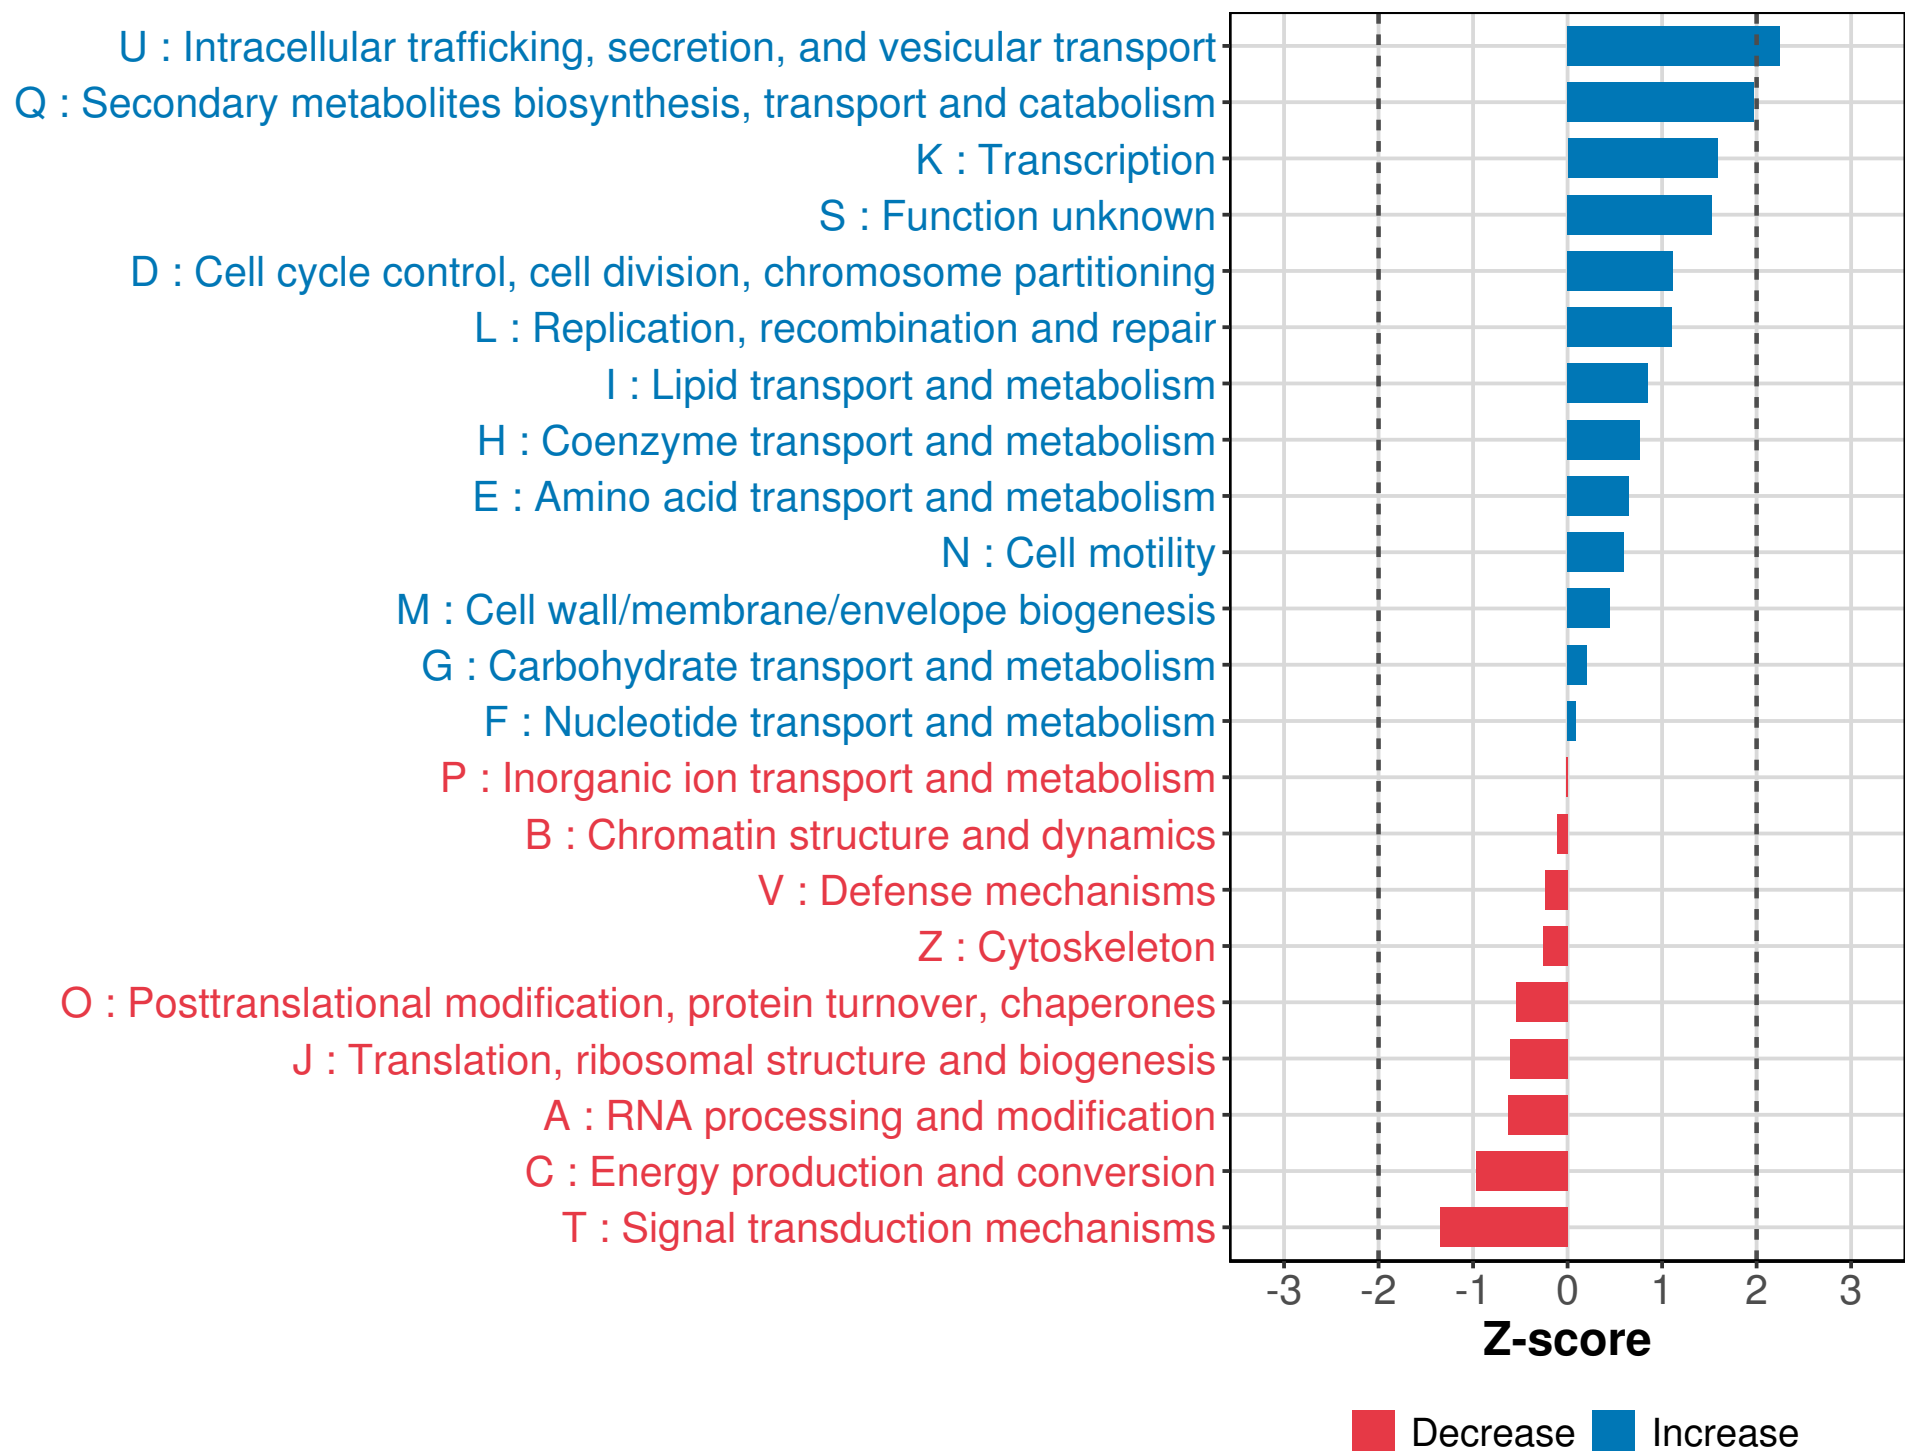 U : Intracellular trafficking, secretion, and vesicular transport
Q : Secondary metabolites biosynthesis, transport and catabolism
K : Transcription
S : Function unknown
D : Cell cycle control, cell division, chromosome partitioning
L : Replication, recombination and repair
I : Lipid transport and metabolism
H : Coenzyme transport and metabolism
E : Amino acid transport and metabolism
N : Cell motility
M : Cell wall/membrane/envelope biogenesis
G : Carbohydrate transport and metabolism
F : Nucleotide transport and metabolism
P : Inorganic ion transport and metabolism
B : Chromatin structure and dynamics
V : Defense mechanisms
Z : Cytoskeleton
O : Posttranslational modification, protein turnover, chaperones
J : Translation, ribosomal structure and biogenesis
A : RNA processing and modification
C : Energy production and conversion
T : Signal transduction mechanisms
-3 -2 -1 0 1 2 3
Z-score
Decrease Increase